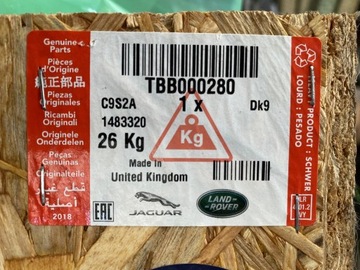 Genuine
Parts
Pièces
d'Origine
純正部品
Piezas
Originales
Ricambi
Originali
Originele
Onderdelen
Peças
Genuínas
Originalteile
قطع غيار
أصلية
2018
TBB000280
C9S2A
1 x
Dk9
1483320
26 Kg
Kg
Made in
United Kingdom
EAC
JAGUAR
LAND-
ROVER
HEAVY PRODUCT : SCHWER
LOURD : PESADO